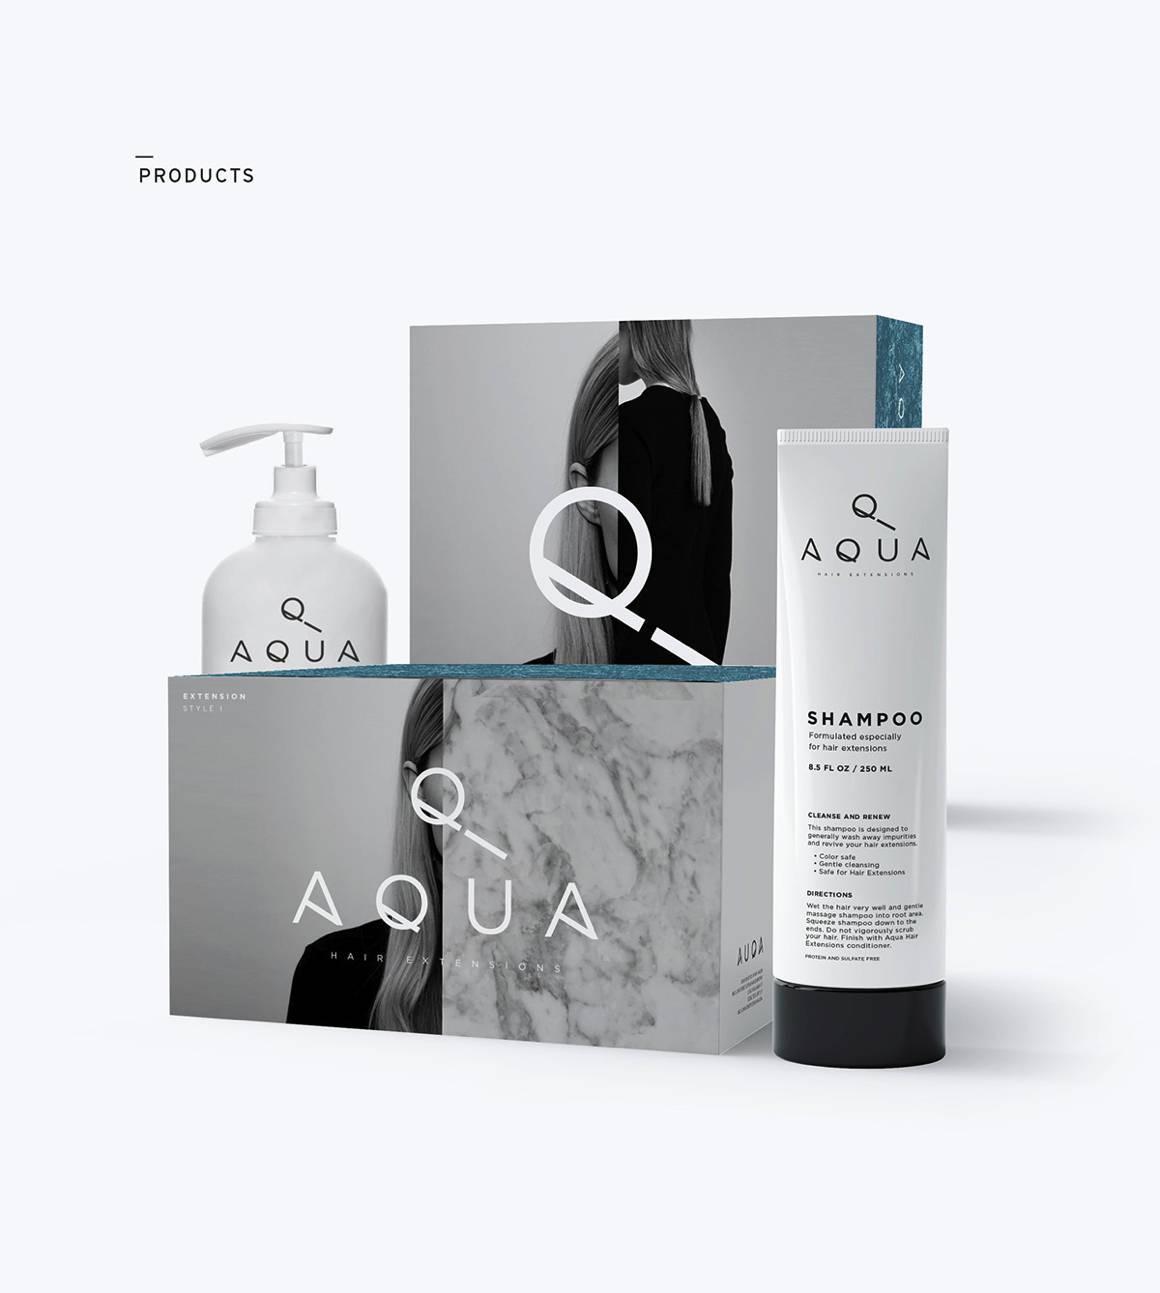 PRODUCTS
AQUA
EXTENSION
STYLE I
AQUA
HAIR EXTENSIONS
AUQA
AQUA
HAIR EXTENSIONS
SHAMPOO
Formulated especially
for hair extensions
8.5 FL OZ / 250 ML
CLEANSE AND RENEW
This shampoo is designed to
generally wash away impurities
and revive your hair extensions.
• Color safe
• Gentle cleansing
• Safe for Hair Extensions
DIRECTIONS
Wet the hair very well and gentle
massage shampoo into root area.
Squeeze shampoo down to the
ends. Do not vigorously scrub
your hair. Finish with Aqua Hair
Extensions conditioner.
PROTEIN AND SULFATE FREE